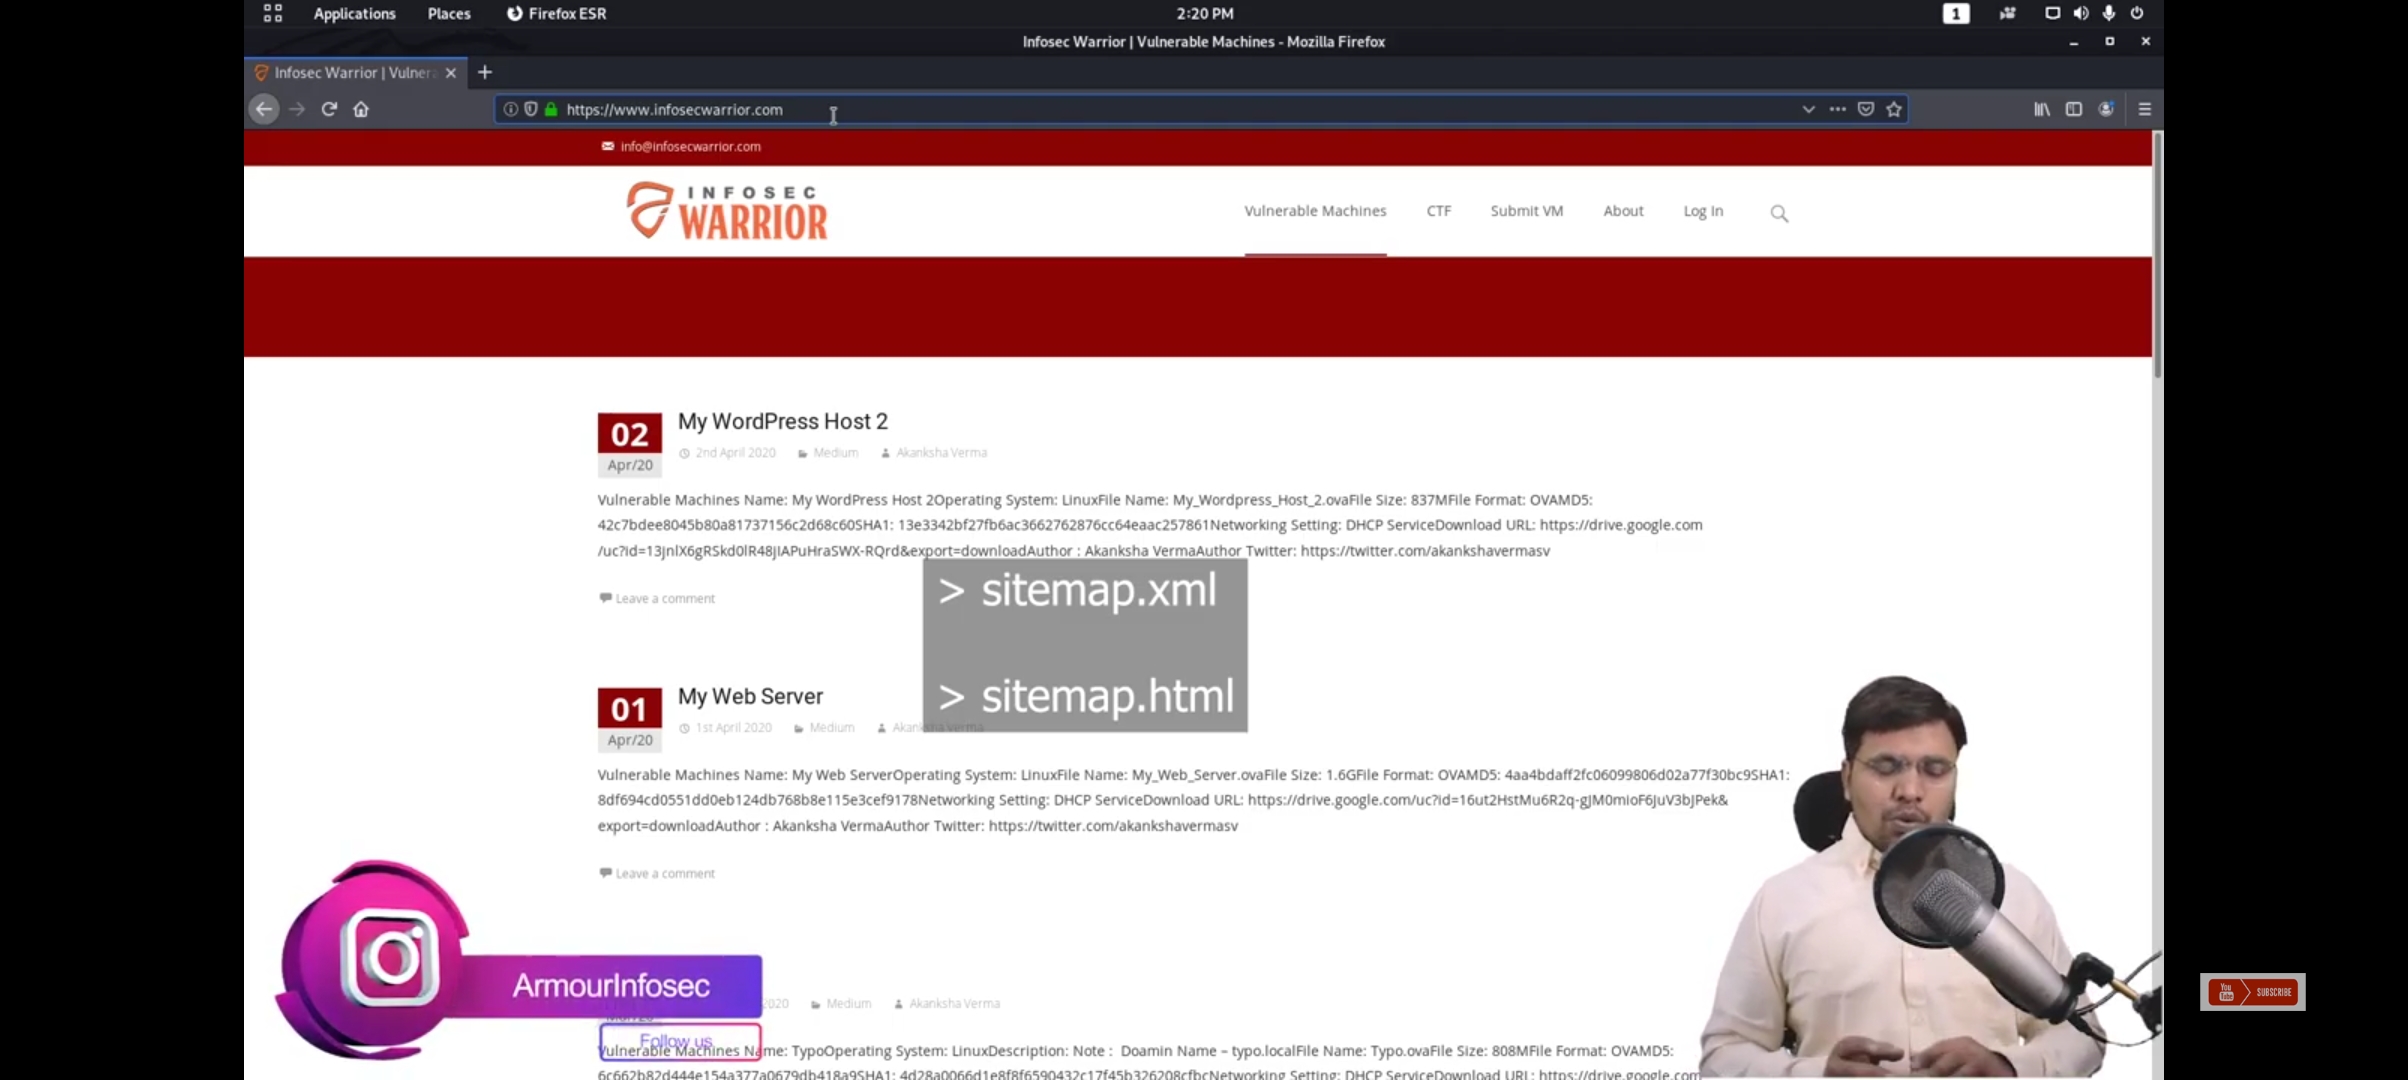 Applications Places Firefox ESR 2:20 PM 1
Infosec Warrior | Vulnerable Machines - Mozilla Firefox
Infosec Warrior | Vulner
https://www.infosecwarrior.com
info@infosecwarrior.com
INFOSEC
WARRIOR
Vulnerable Machines CTF Submit VM About Log In
02
Apr/20
My WordPress Host 2
2nd April 2020 Medium Akanksha Verma
Vulnerable Machines Name: My WordPress Host 2Operating System: LinuxFile Name: My_Wordpress_Host_2.ovaFile Size: 837MFile Format: OVAMD5:
42c7bdee8045b80a81737156c2d68c60SHA1: 13e3342bf27fb6ac3662762876cc64eaac257861Networking Setting: DHCP ServiceDownload URL: https://drive.google.com
/uc?id=13jnlX6gRSkd0lR48jIAPuHraSWX-RQrd&export=downloadAuthor : Akanksha VermaAuthor Twitter: https://twitter.com/akankshavermasv
Leave a comment
> sitemap.xml
> sitemap.html
01
Apr/20
My Web Server
1st April 2020 Medium Akanksha Verma
Vulnerable Machines Name: My Web ServerOperating System: LinuxFile Name: My_Web_Server.ovaFile Size: 1.6GFile Format: OVAMD5: 4aa4bdaff2fc06099806d02a77f30bc9SHA1:
8df694cd0551dd0eb124db768b8e115e3cef9178Networking Setting: DHCP ServiceDownload URL: https://drive.google.com/uc?id=16ut2HstMu6R2q-gJM0mioF6JuV3bJPek&
export=downloadAuthor : Akanksha VermaAuthor Twitter: https://twitter.com/akankshavermasv
Leave a comment
ArmourInfosec
2020 Medium Akanksha Verma
Follow us
Vulnerable Machines Name: TypoOperating System: LinuxDescription: Note : Doamin Name – typo.localFile Name: Typo.ovaFile Size: 808MFile Format: OVAMD5:
6c662b82d444e154a377a0679db418a9SHA1: 4d28a0066d1e8f8f6590432c17f45b326208cfbcNetworking Setting: DHCP ServiceDownload URL: https://drive.google.com
You
Tube
SUBSCRIBE